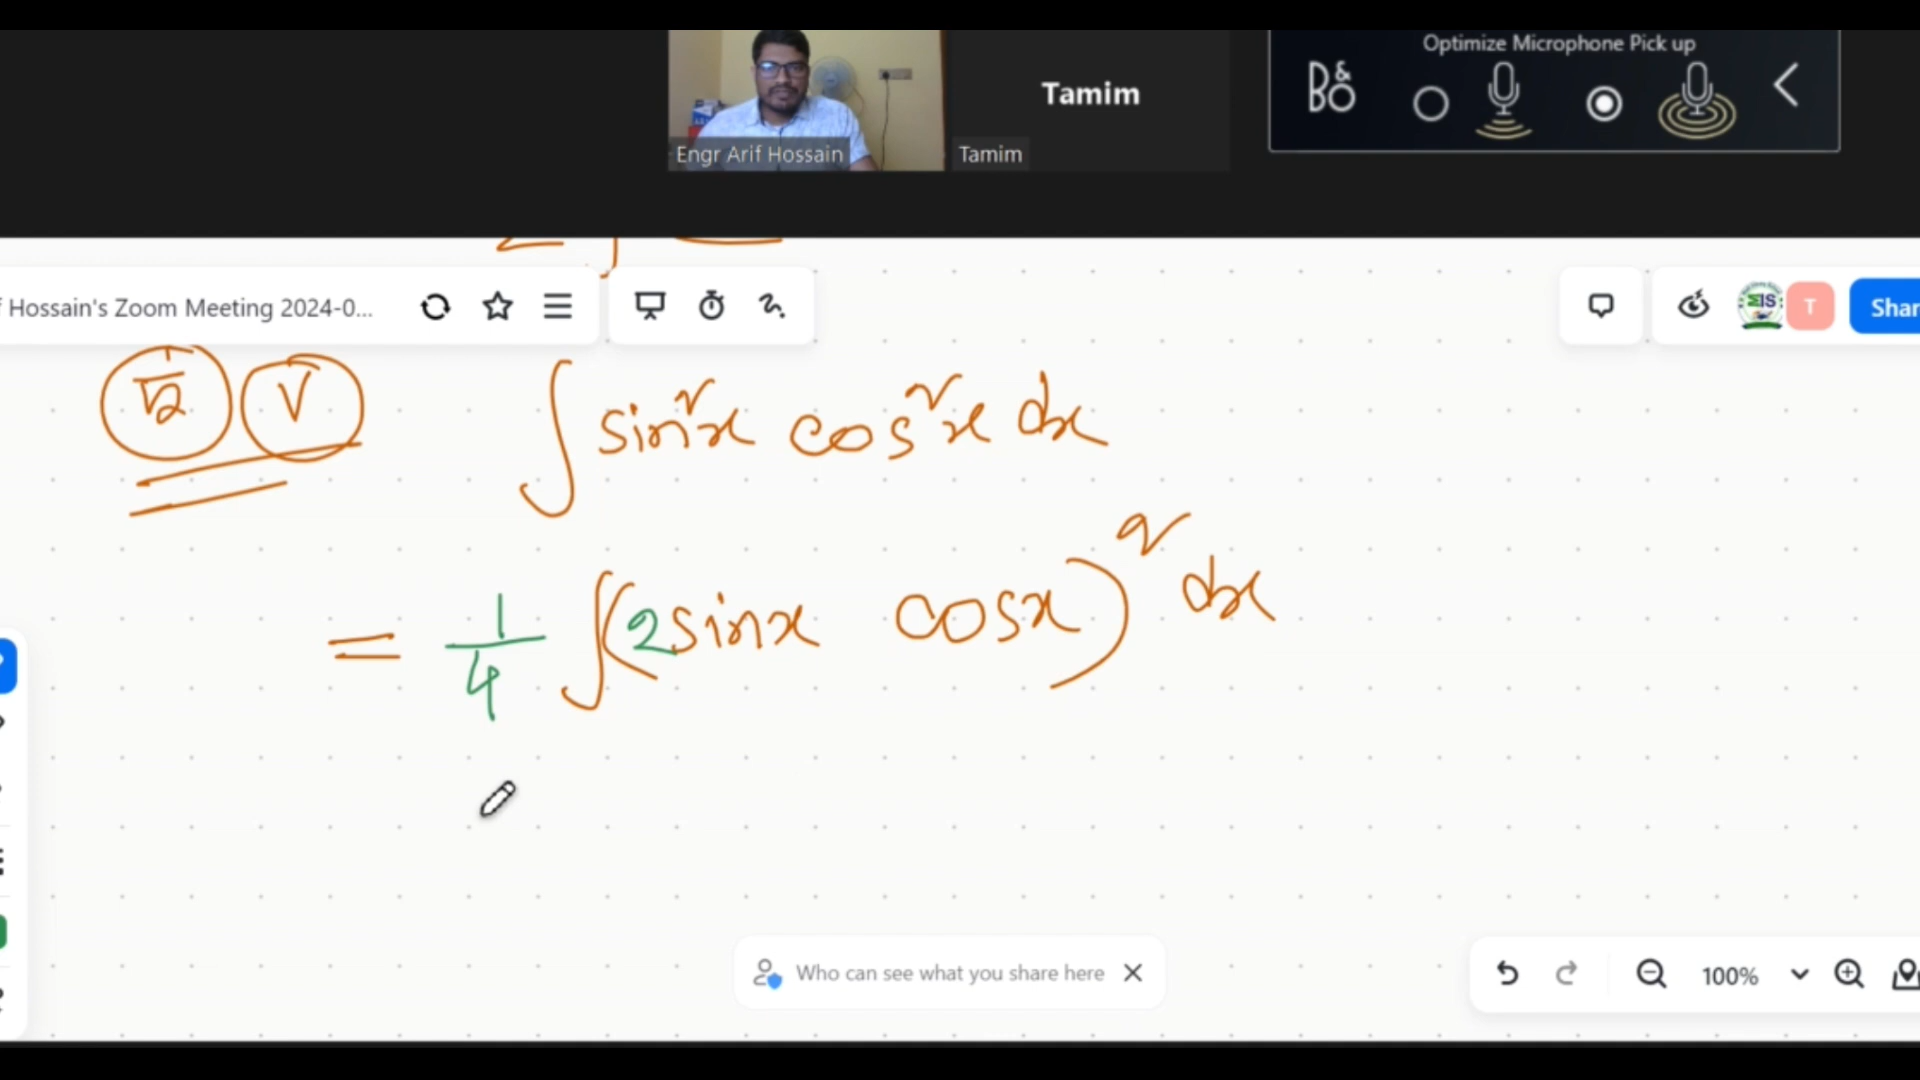 Optimize Microphone Pick up
B&O
Tamim
Engr Arif Hossain
Tamim
Hossain's Zoom Meeting 2024-0...
T
Shar
∫ sin²x cos²x dx
= 1/4 ∫(2sinx cosx)² dx
Who can see what you share here
100%